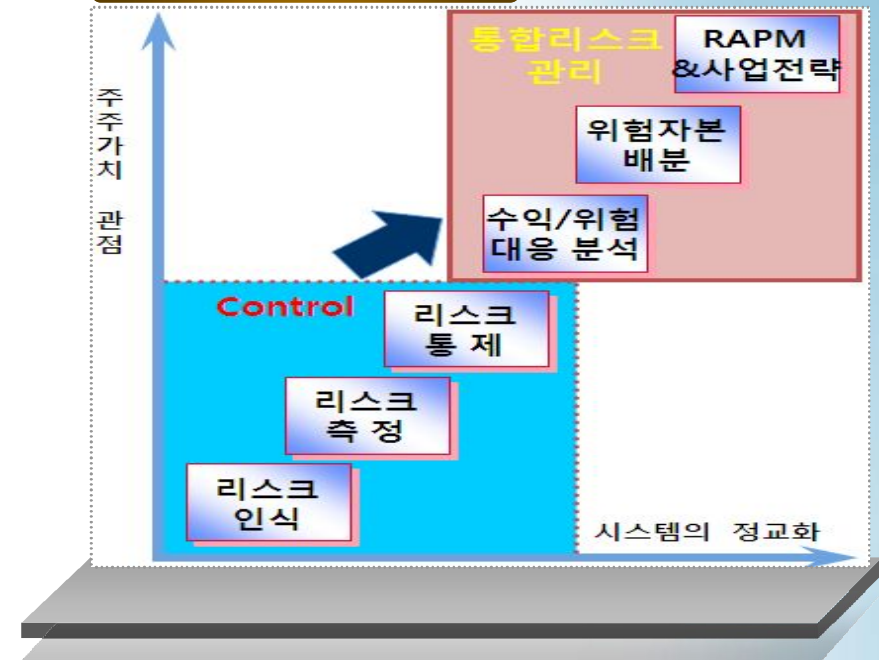 통합리스크
관리
RAPM
&사업전략
위험자본
배분
수익/위험
대응 분석
주주가치 관점
Control
리스크
통 제
리스크
측 정
리스크
인식
시스템의 정교화